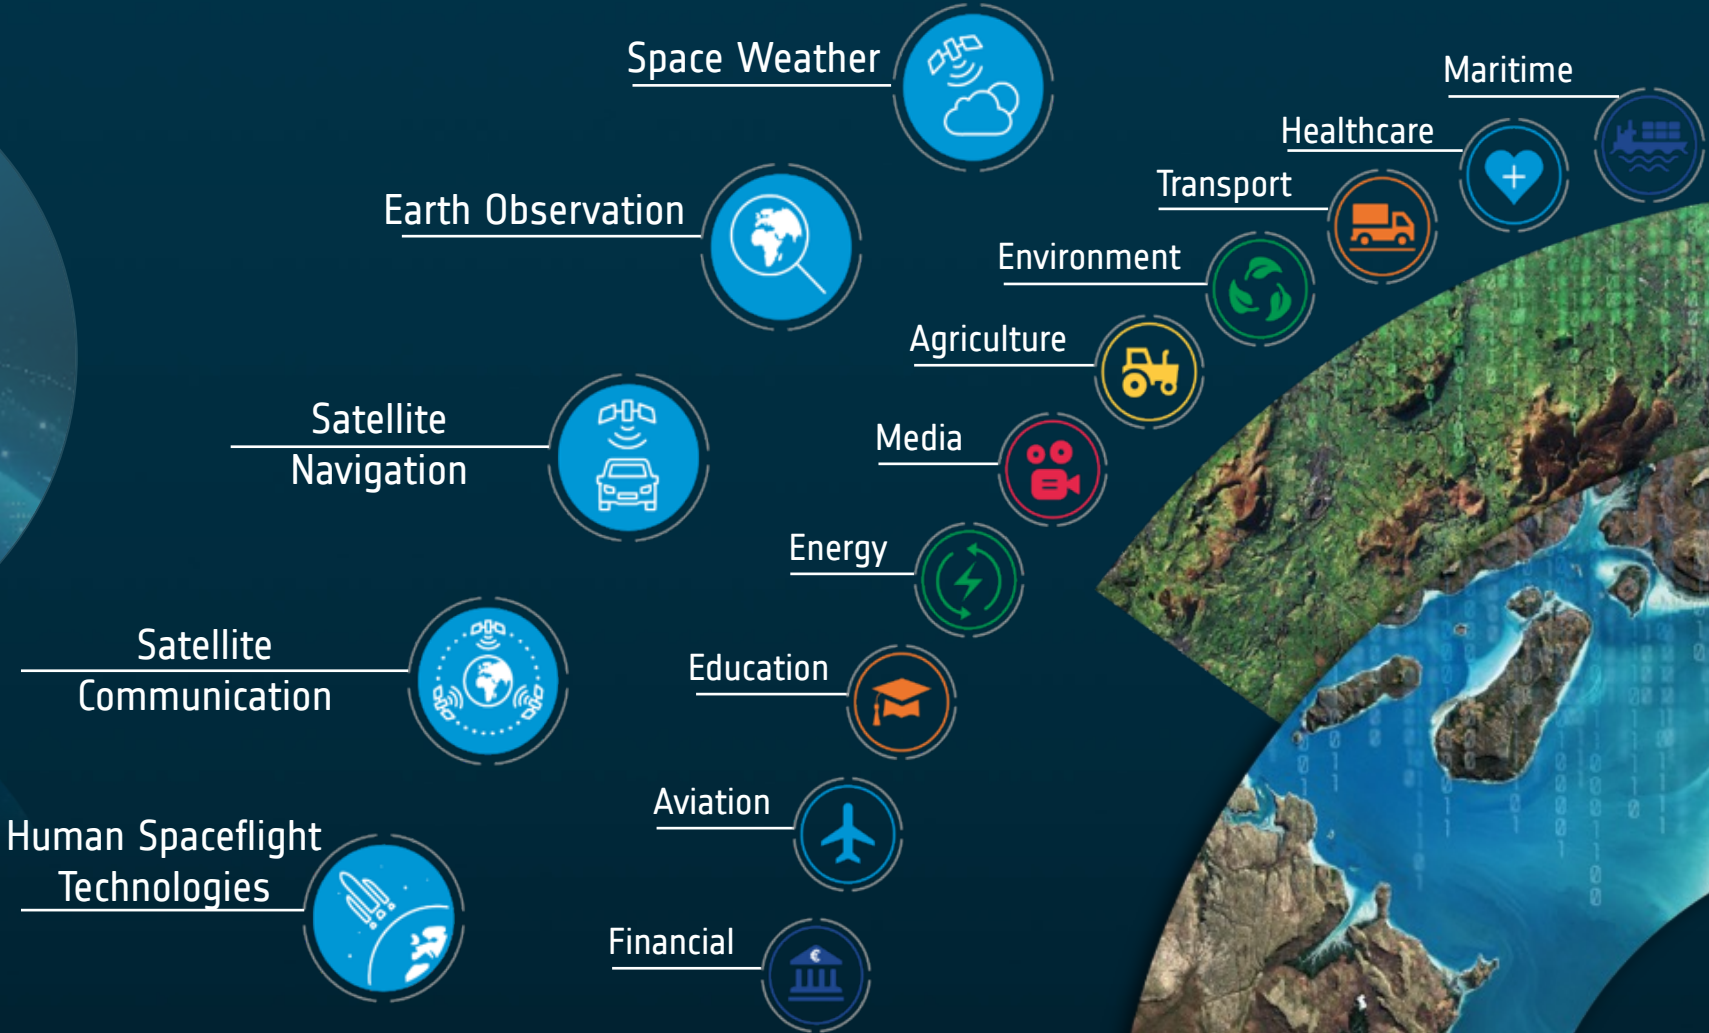 Space Weather
Earth Observation
Satellite
Navigation
Satellite
Communication
Human Spaceflight
Technologies
Maritime
Healthcare
Transport
Environment
Agriculture
Media
Energy
Education
Aviation
Financial
€